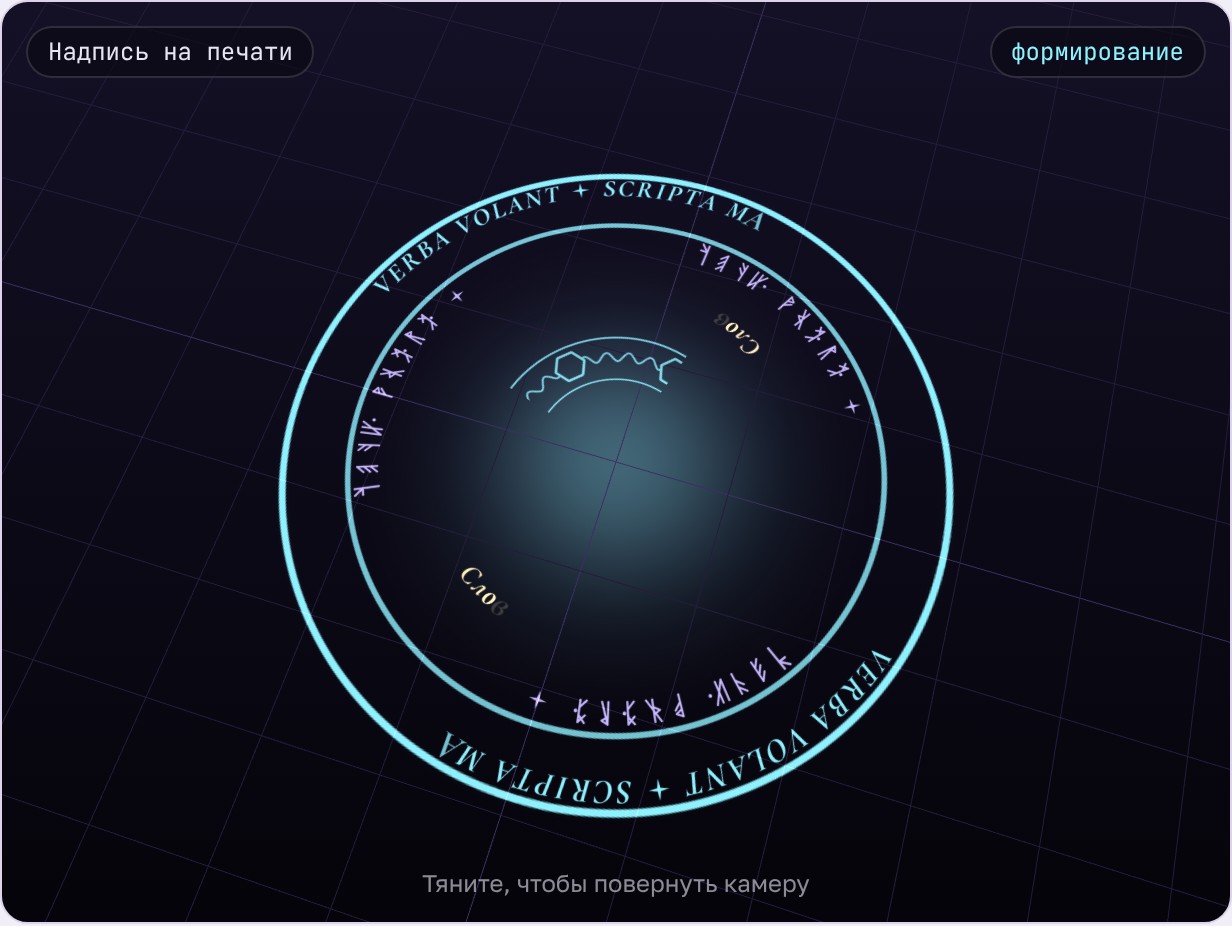 Надпись на печати
формирование
VERBA VOLANT ✦ SCRIPTA MA
Слов
Слов
VERBA VOLANT ✦ SCRIPTA MA
Тяните, чтобы повернуть камеру